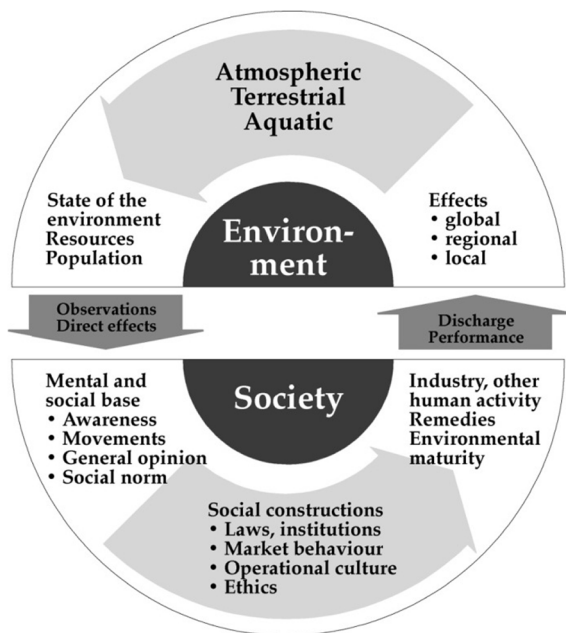 Atmospheric
Terrestrial
Aquatic
State of the
environment
Resources
Population
Environ-
ment
Effects
• global
• regional
• local
Observations
Direct effects
Discharge
Performance
Mental and
social base
• Awareness
• Movements
• General opinion
• Social norm
Society
Industry, other
human activity
Remedies
Environmental
maturity
Social constructions
• Laws, institutions
• Market behaviour
• Operational culture
• Ethics